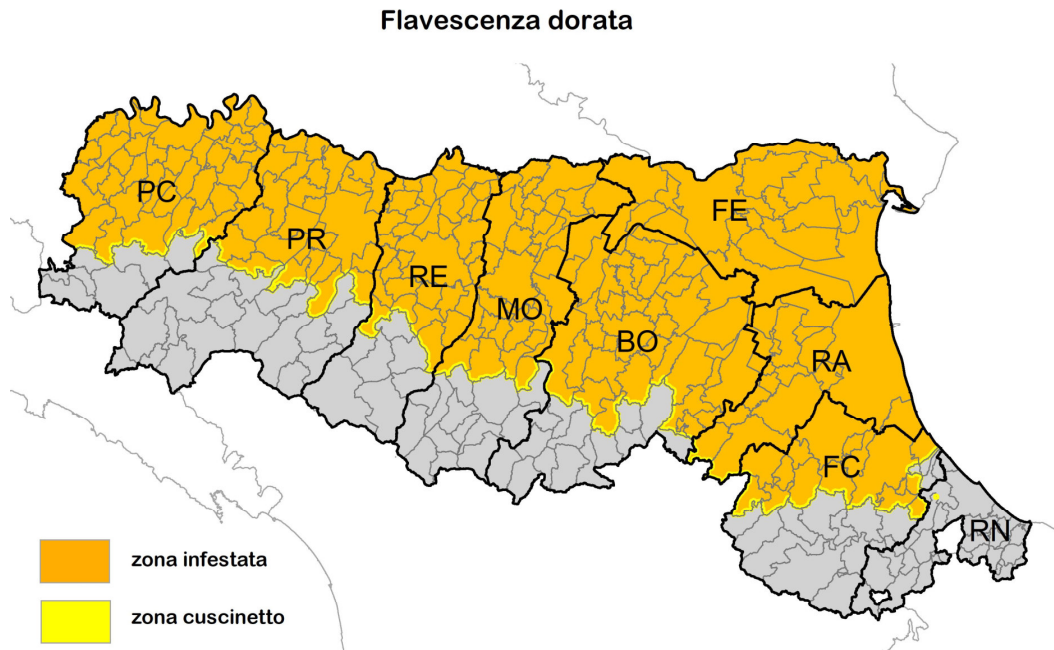 Flavescenza dorata
PC
PR
RE
MO
BO
FE
RA
FC
RN
zona infestata
zona cuscinetto